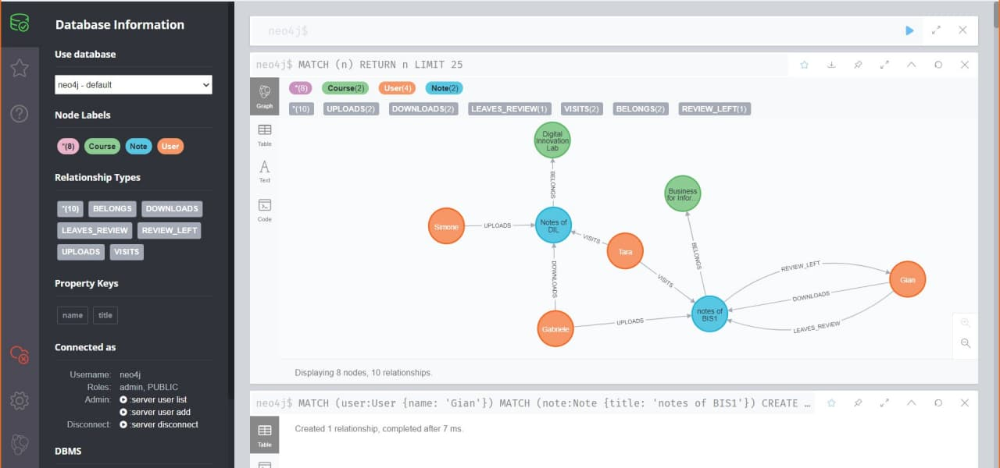 Database Information
Use database
neo4j - default
Node Labels
*(8) Course Note User
Relationship Types
*(10) BELONGS DOWNLOADS
LEAVES_REVIEW REVIEW_LEFT
UPLOADS VISITS
Property Keys
name title
Connected as
Username: neo4j
Roles: admin, PUBLIC
Admin: :server user list
:server user add
Disconnect: :server disconnect
DBMS
neo4j$
neo4j$ MATCH (n) RETURN n LIMIT 25
Graph
Table
Text
Code
*(8) Course(2) User(4) Note(2)
*(10) UPLOADS(2) DOWNLOADS(2) LEAVES_REVIEW(1) VISITS(2) BELONGS(2) REVIEW_LEFT(1)
Digital
Innovation
Lab
BELONGS
Business
for Infor...
Simone
UPLOADS
Notes of
DIL
VISITS
Tara
BELONGS
DOWNLOADS
VISITS
REVIEW_LEFT
Gian
DOWNLOADS
notes of
BIS1
Gabriele
UPLOADS
LEAVES_REVIEW
Displaying 8 nodes, 10 relationships.
neo4j$ MATCH (user:User {name: 'Gian'}) MATCH (note:Note {title: 'notes of BIS1'}) CREATE …
Table
Created 1 relationship, completed after 7 ms.